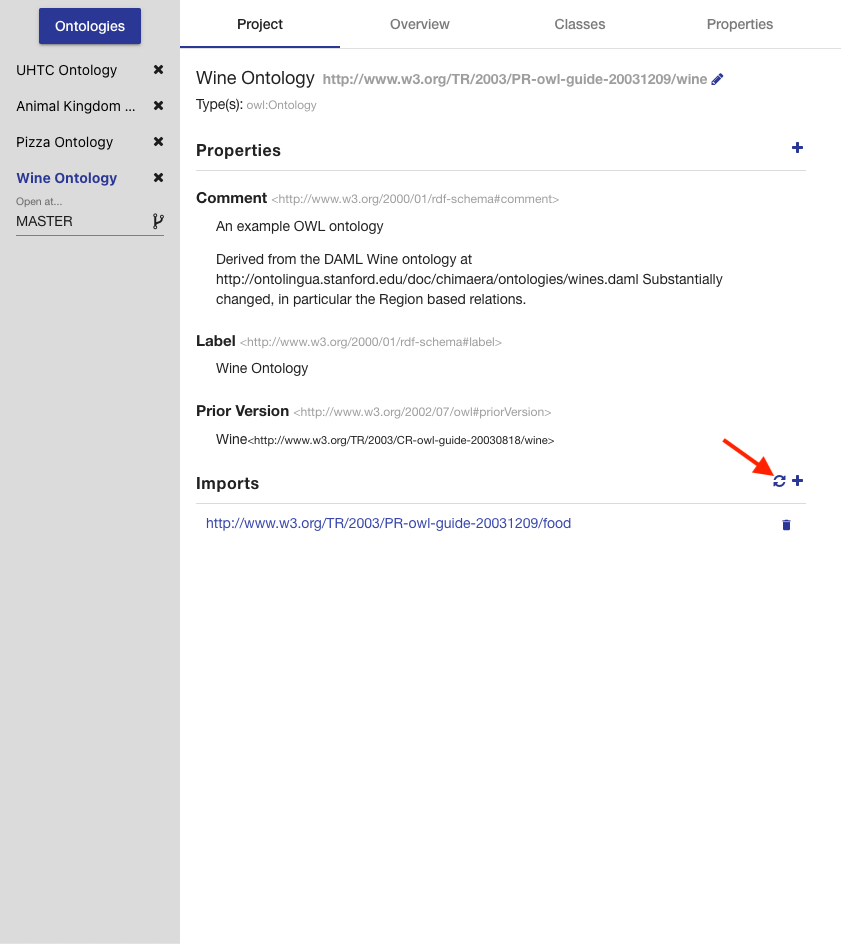 Ontologies
UHTC Ontology
Animal Kingdom ...
Pizza Ontology
Wine Ontology
Open at...
MASTER
Project
Overview
Classes
Properties
Wine Ontology http://www.w3.org/TR/2003/PR-owl-guide-20031209/wine
Type(s): owl:Ontology
Properties
Comment <http://www.w3.org/2000/01/rdf-schema#comment>
An example OWL ontology
Derived from the DAML Wine ontology at
http://ontolingua.stanford.edu/doc/chimaera/ontologies/wines.daml Substantially
changed, in particular the Region based relations.
Label <http://www.w3.org/2000/01/rdf-schema#label>
Wine Ontology
Prior Version <http://www.w3.org/2002/07/owl#priorVersion>
Wine<http://www.w3.org/TR/2003/CR-owl-guide-20030818/wine>
Imports
http://www.w3.org/TR/2003/PR-owl-guide-20031209/food